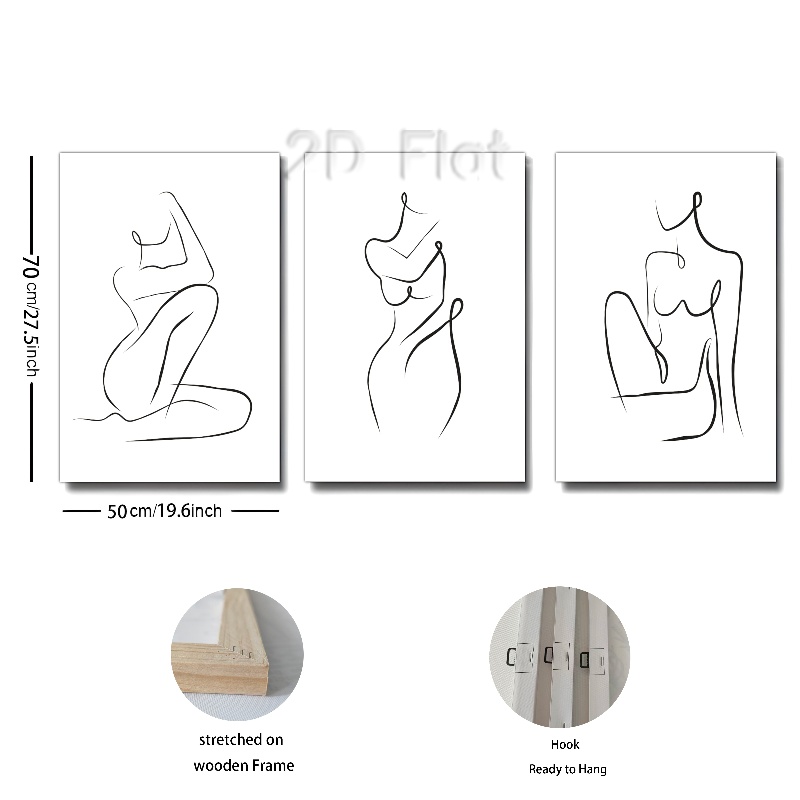 2D Flat
70 cm/27.5inch
50cm/19.6inch
stretched on
wooden Frame
Hook
Ready to Hang